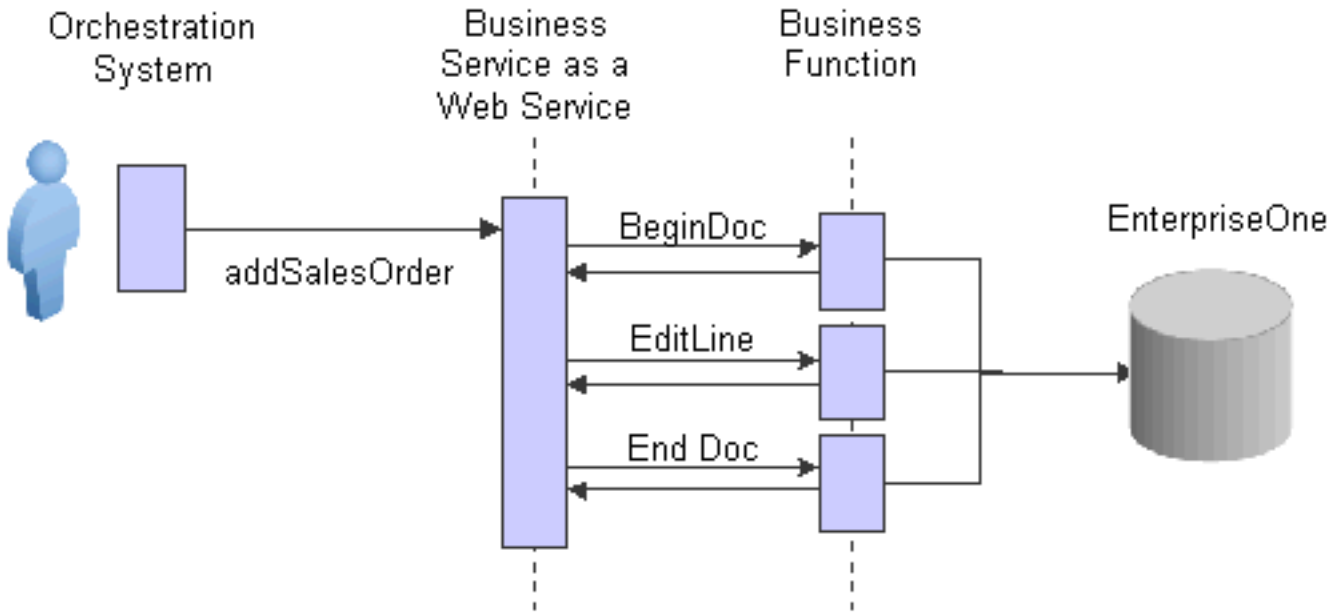 Orchestration
System
Business
Service as a
Web Service
Business
Function
EnterpriseOne
addSalesOrder
BeginDoc
EditLine
End Doc